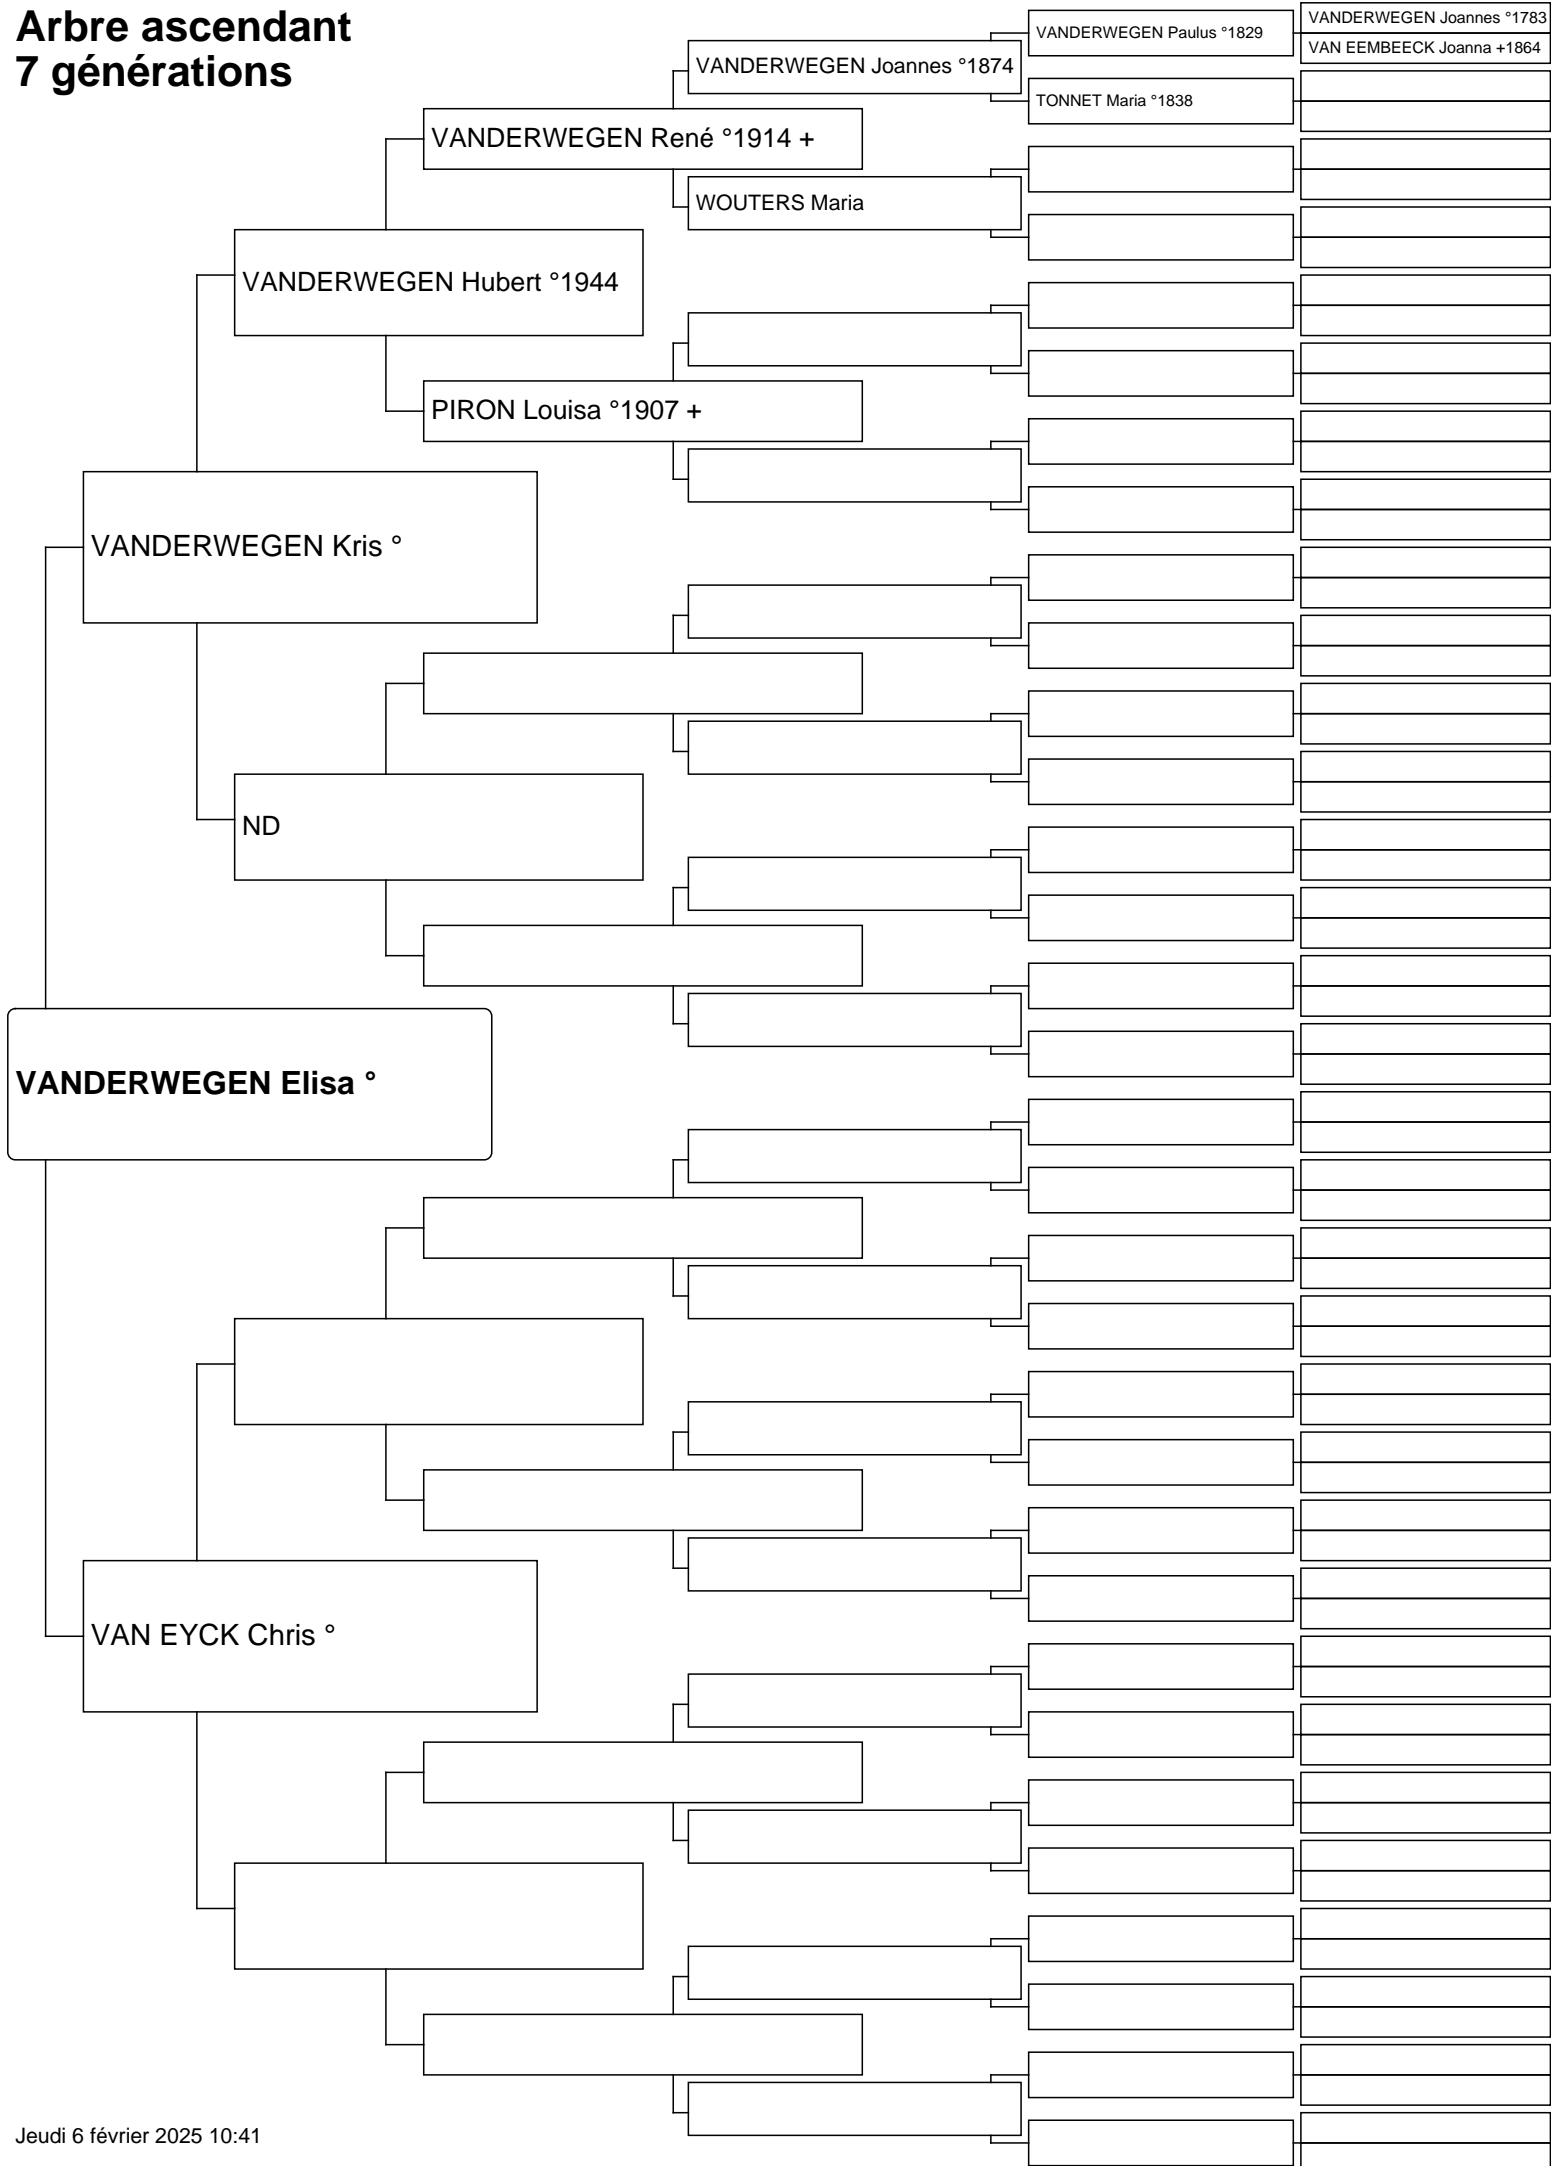 Arbre ascendant
7 générations
VANDERWEGEN Joannes °1783
VANDERWEGEN Paulus °1829
VAN EEMBEECK Joanna +1864
VANDERWEGEN Joannes °1874
TONNET Maria °1838
VANDERWEGEN René °1914 +
WOUTERS Maria
VANDERWEGEN Hubert °1944
PIRON Louisa °1907 +
VANDERWEGEN Kris °
ND
VANDERWEGEN Elisa °
VAN EYCK Chris °
Jeudi 6 février 2025 10:41